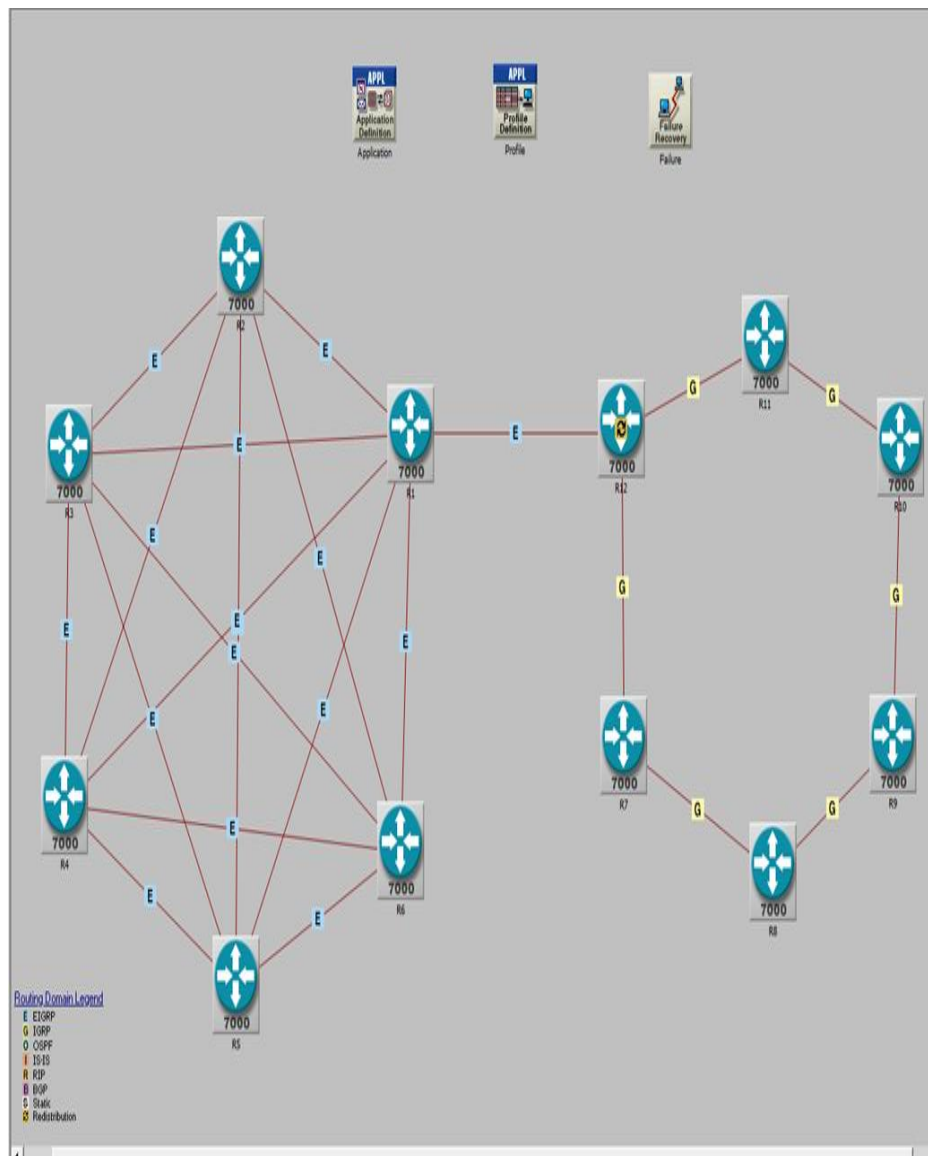 APPL
Application
Definition
Application
APPL
Profile
Definition
Profile
Failure
Recovery
Failure
7000
R2
7000
R11
E
E
G
G
7000
R1
7000
R12
7000
R10
7000
R3
E
E
E
E
G
G
E
E
E
E
7000
R7
7000
R9
E
E
G
G
7000
R4
E
7000
R6
7000
R8
E
E
7000
R5
Routing Domain Legend
E EIGRP
G IGRP
O OSPF
I IS-IS
R RIP
B BGP
S Static
Redistribution